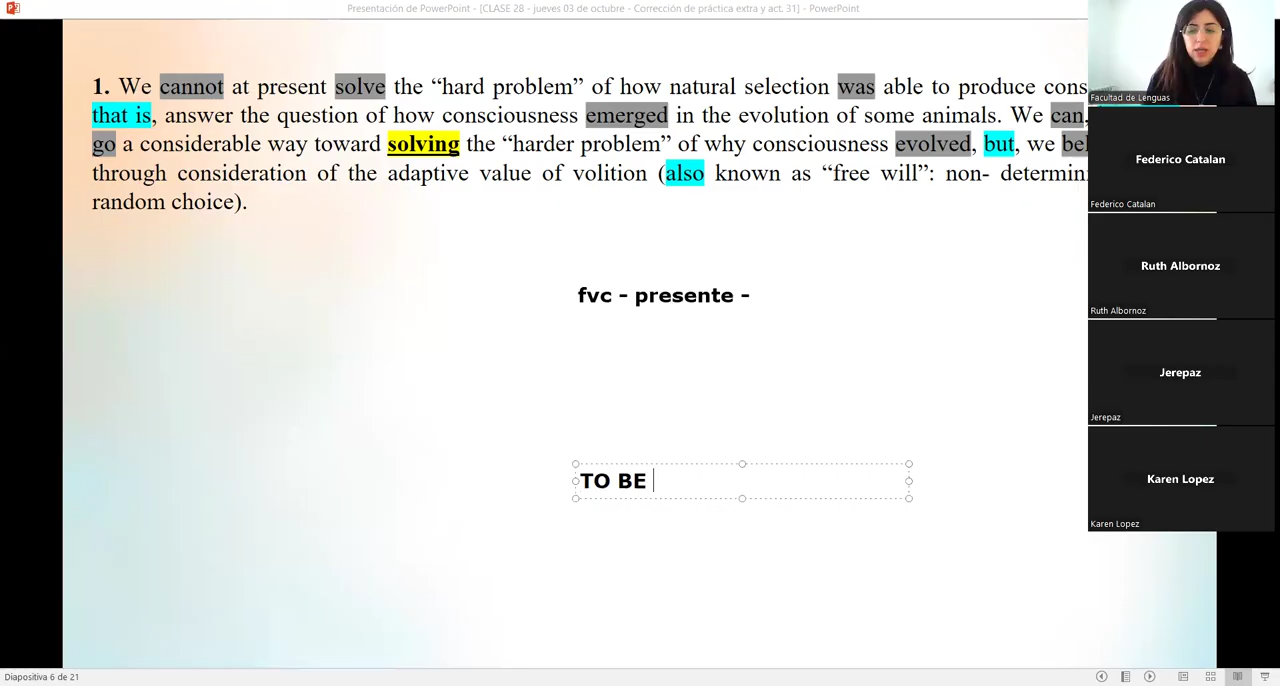 Presentación de PowerPoint - [CLASE 28 - jueves 03 de octubre - Corrección de práctica extra y act. 31] - PowerPoint
1. We cannot at present solve the “hard problem” of how natural selection was able to produce cons
that is, answer the question of how consciousness emerged in the evolution of some animals. We can,
go a considerable way toward solving the “harder problem” of why consciousness evolved, but, we bel
through consideration of the adaptive value of volition (also known as “free will”: non- determini
random choice).
fvc - presente -
TO BE
Facultad de Lenguas
Federico Catalan
Federico Catalan
Ruth Albornoz
Ruth Albornoz
Jerepaz
Jerepaz
Karen Lopez
Karen Lopez
Diapositiva 6 de 21